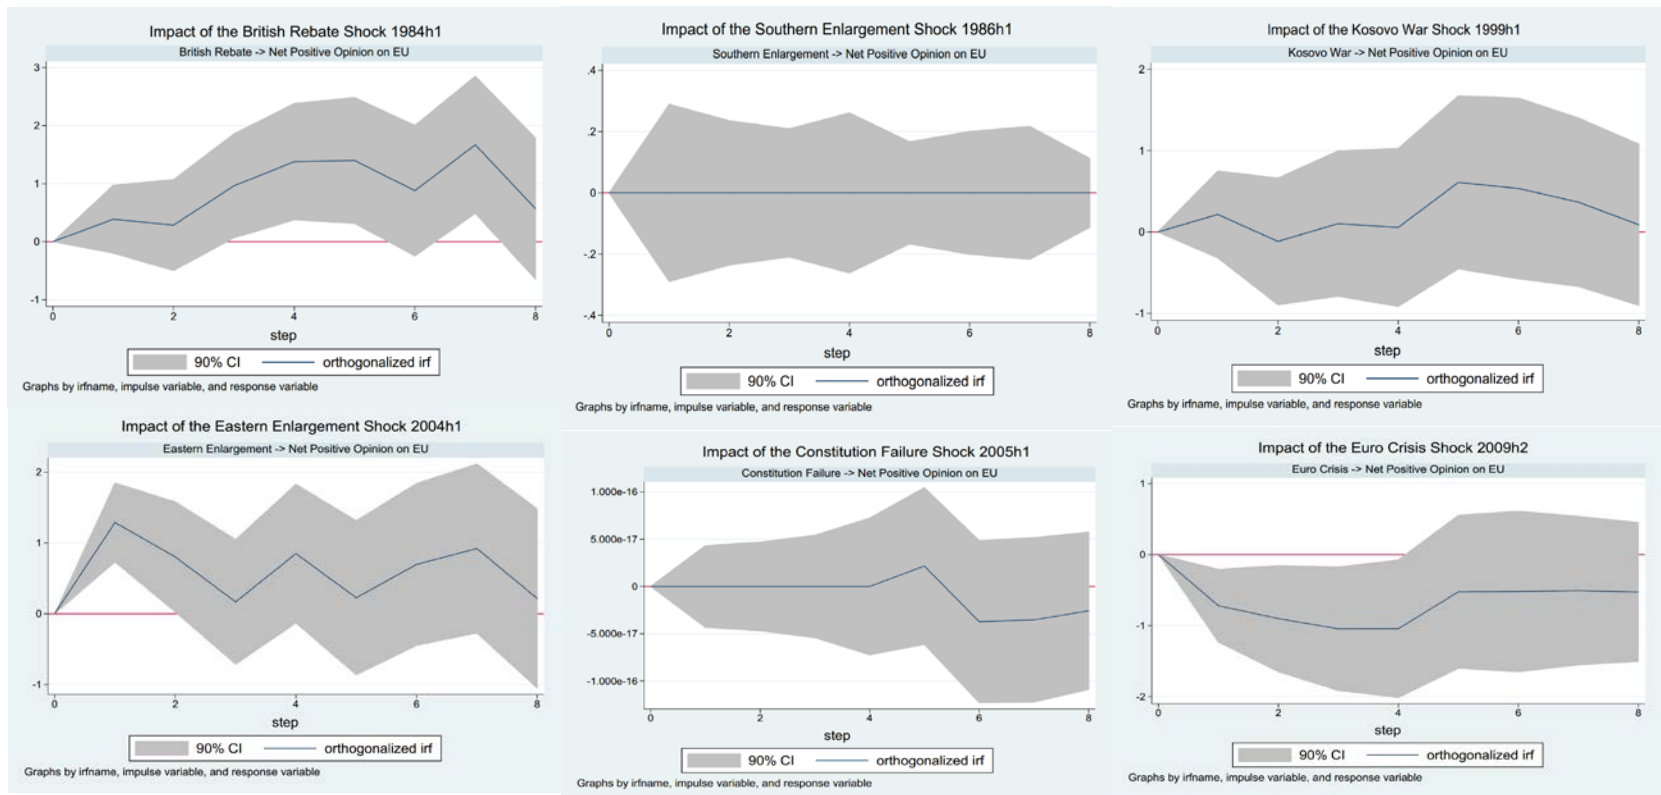 Impact of the British Rebate Shock 1984h1
British Rebate -> Net Positive Opinion on EU
3
2
1
0
-1
0 2 4 6 8
step
90% CI orthogonalized irf
Graphs by irfname, impulse variable, and response variable
Impact of the Southern Enlargement Shock 1986h1
Southern Enlargement -> Net Positive Opinion on EU
.4
.2
0
-.2
-.4
0 2 4 6 8
step
90% CI orthogonalized irf
Graphs by irfname, impulse variable, and response variable
Impact of the Kosovo War Shock 1999h1
Kosovo War -> Net Positive Opinion on EU
2
1
0
-1
0 2 4 6 8
step
90% CI orthogonalized irf
Graphs by irfname, impulse variable, and response variable
Impact of the Eastern Enlargement Shock 2004h1
Eastern Enlargement -> Net Positive Opinion on EU
2
1
0
-1
0 2 4 6 8
step
90% CI orthogonalized irf
Graphs by irfname, impulse variable, and response variable
Impact of the Constitution Failure Shock 2005h1
Constitution Failure -> Net Positive Opinion on EU
1.000e-16
5.000e-17
0
-5.000e-17
-1.000e-16
0 2 4 6 8
step
90% CI orthogonalized irf
Graphs by irfname, impulse variable, and response variable
Impact of the Euro Crisis Shock 2009h2
Euro Crisis -> Net Positive Opinion on EU
1
0
-1
-2
0 2 4 6 8
step
90% CI orthogonalized irf
Graphs by irfname, impulse variable, and response variable